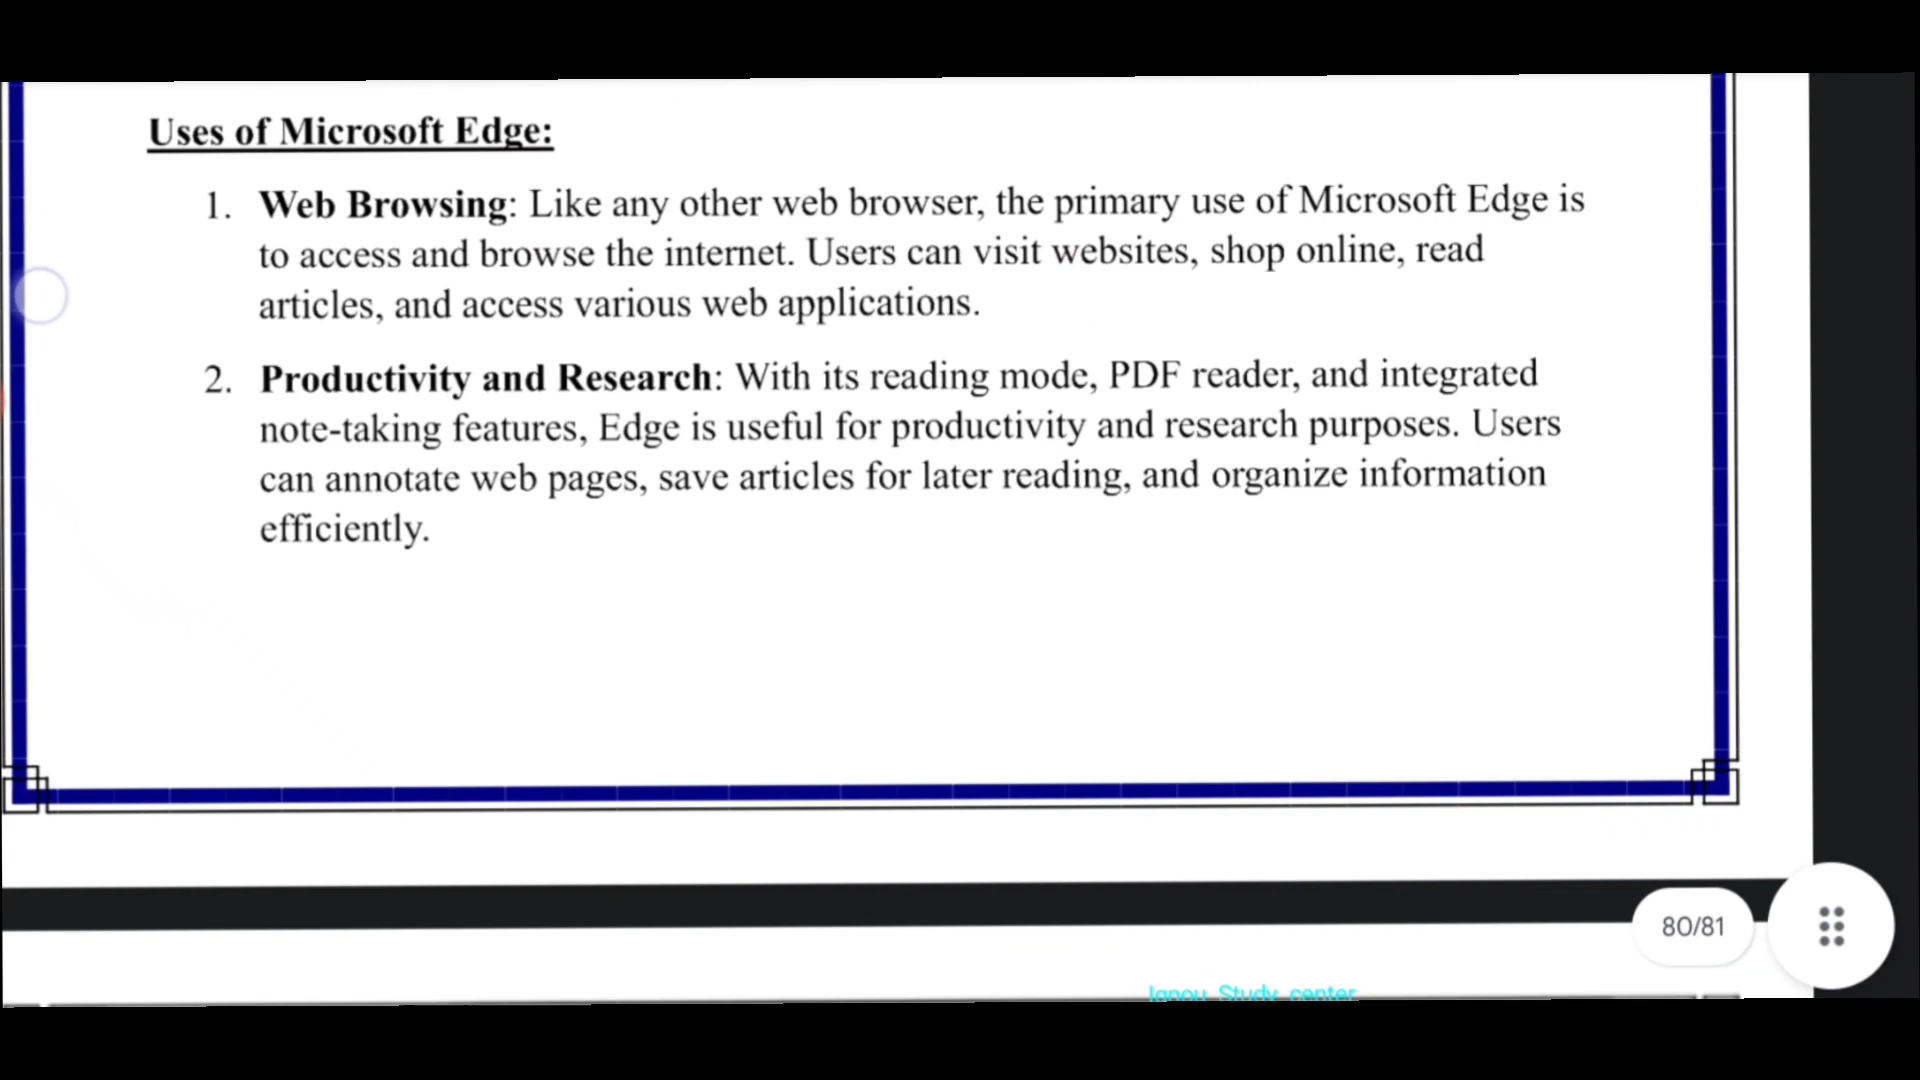 Uses of Microsoft Edge:
1. Web Browsing: Like any other web browser, the primary use of Microsoft Edge is
to access and browse the internet. Users can visit websites, shop online, read
articles, and access various web applications.
2. Productivity and Research: With its reading mode, PDF reader, and integrated
note-taking features, Edge is useful for productivity and research purposes. Users
can annotate web pages, save articles for later reading, and organize information
efficiently.
80/81
Ignou Study center